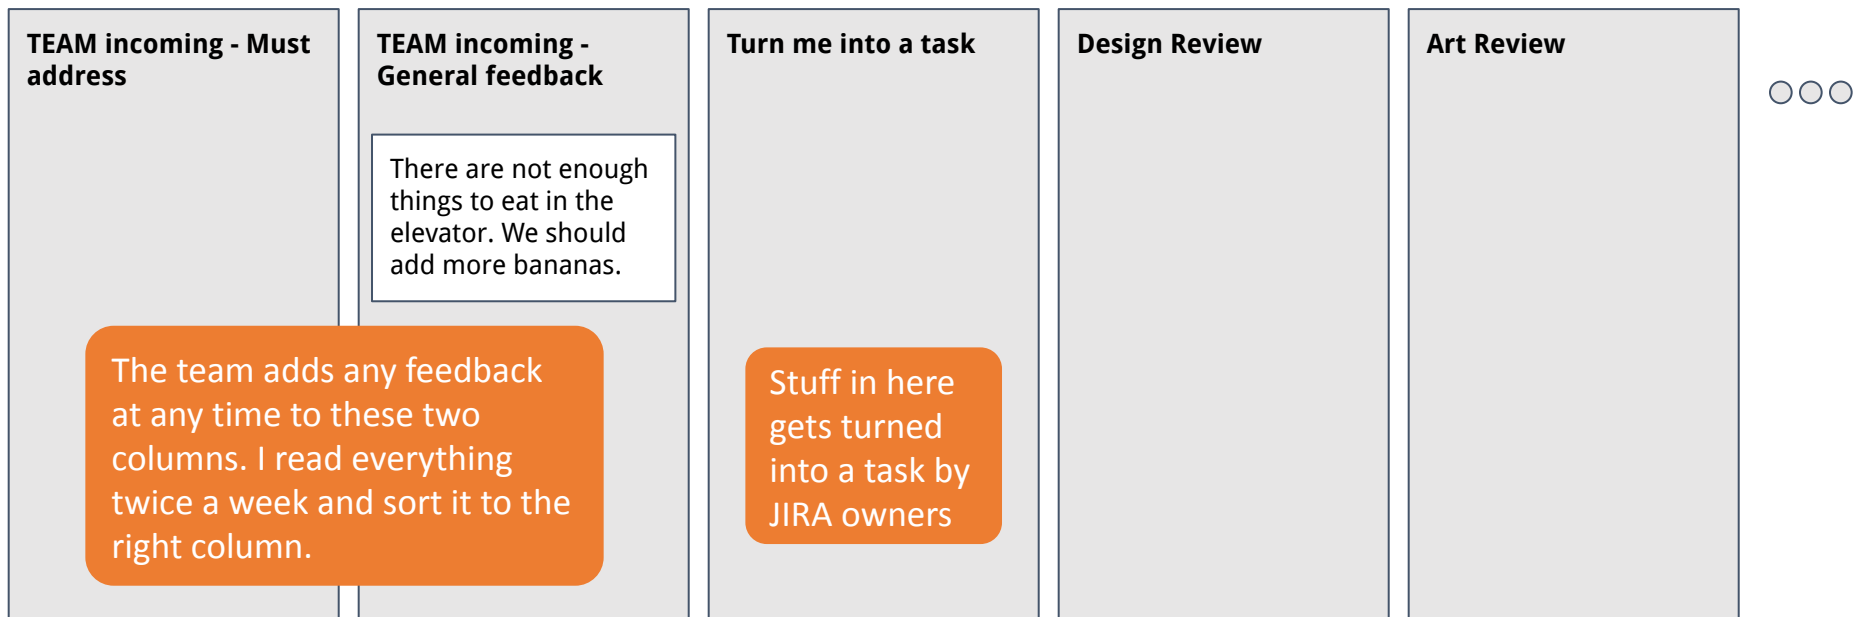 TEAM incoming - Must
address
TEAM incoming -
General feedback
Turn me into a task
Design Review
Art Review
There are not enough
things to eat in the
elevator. We should
add more bananas.
The team adds any feedback
at any time to these two
columns. I read everything
twice a week and sort it to the
right column.
Stuff in here
gets turned
into a task by
JIRA owners